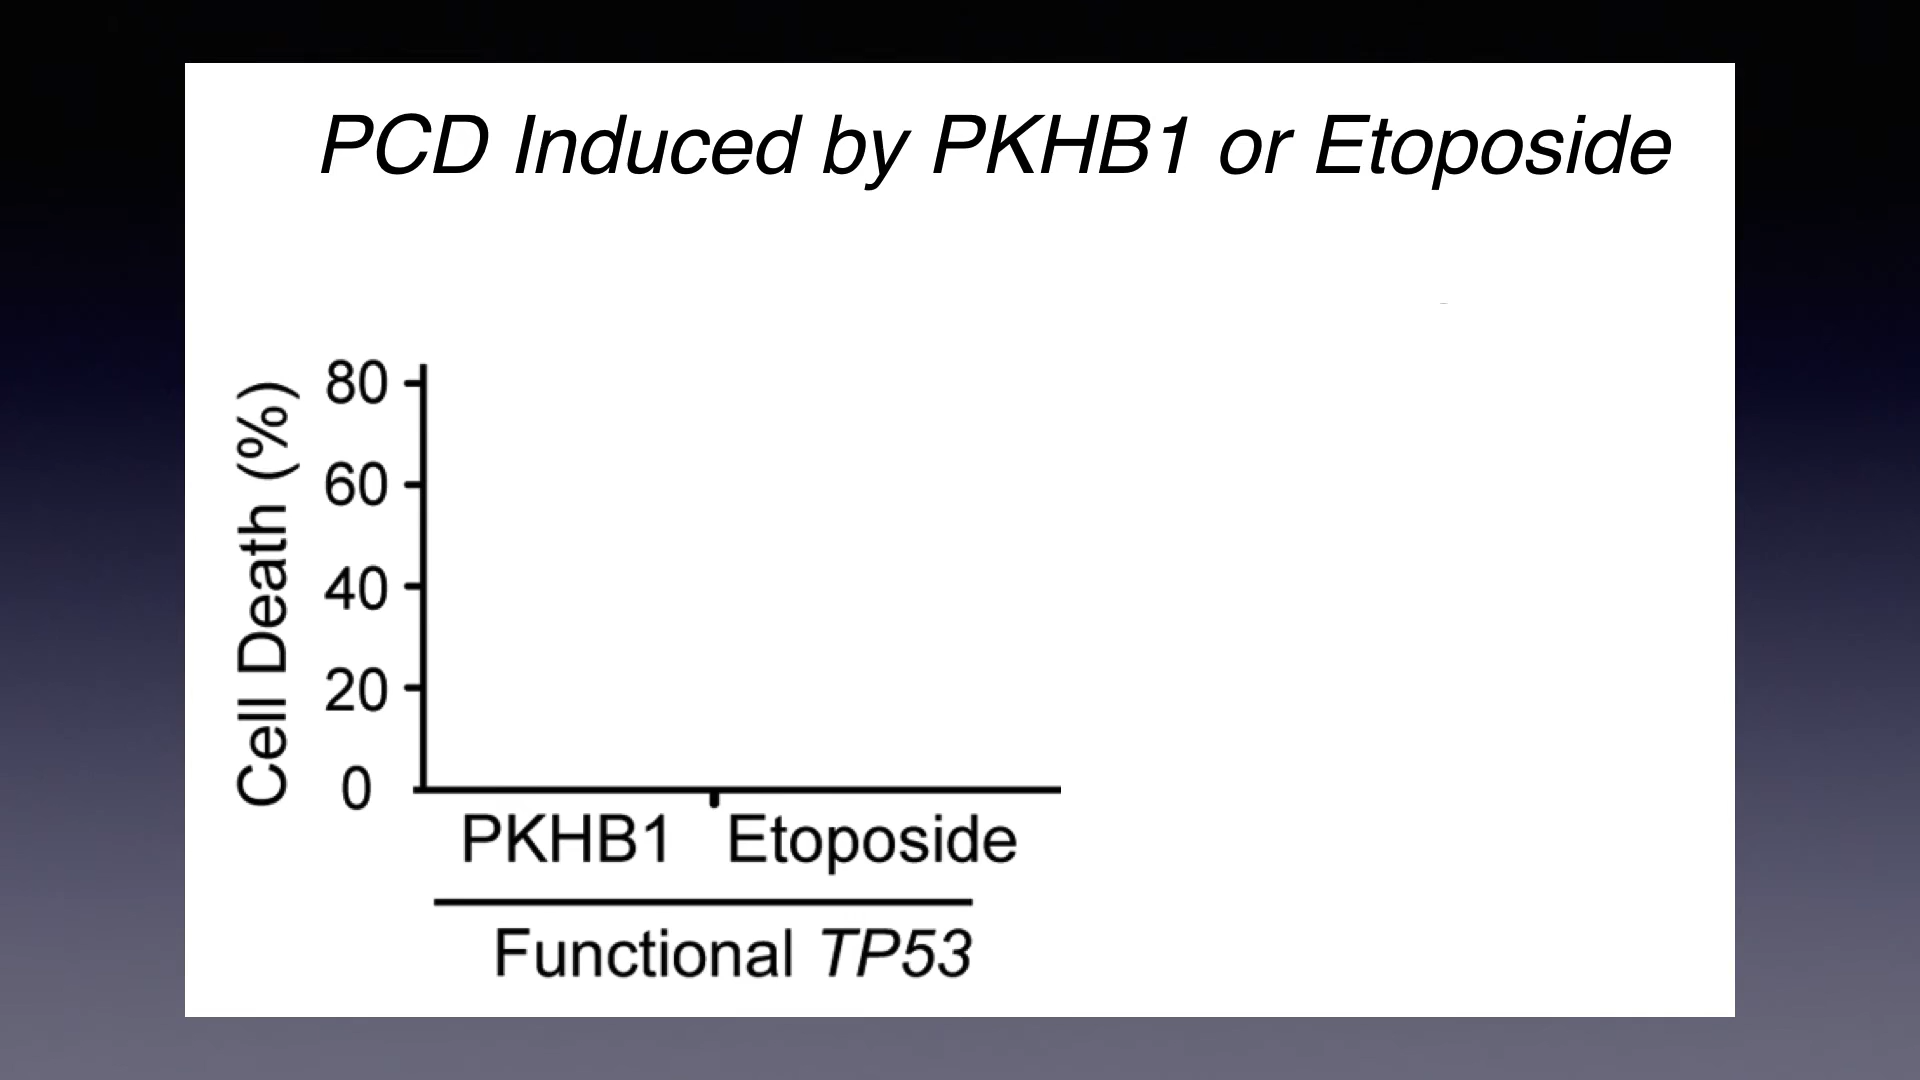 PCD Induced by PKHB1 or Etoposide
Cell Death (%)
80
60
40
20
0
PKHB1 Etoposide
Functional TP53